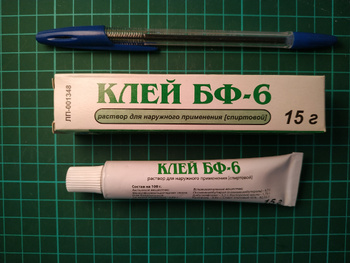 ЛП-001348
КЛЕЙ БФ-6
раствор для наружного применения [спиртовой]
15 г
КЛЕЙ БФ-6
раствор для наружного применения [спиртовой]
Состав на 100 г:
15 г